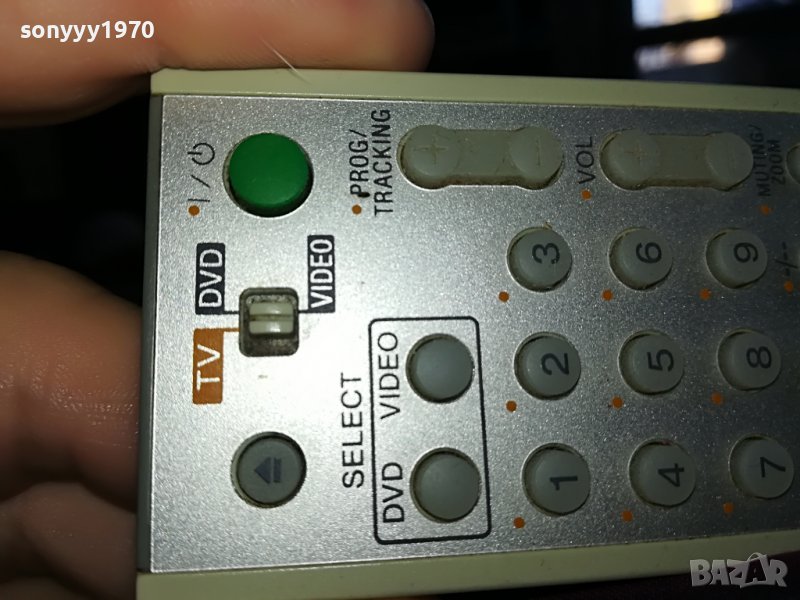 sonyyy1970
I / ⏻
PROG/
TRACKING
+ -
VOL
+ -
MUTING/
ZOOM
TV
DVD
VIDEO
SELECT
DVD VIDEO
1 2 3
4 5 6
7 8 9
-/--
BAZAR